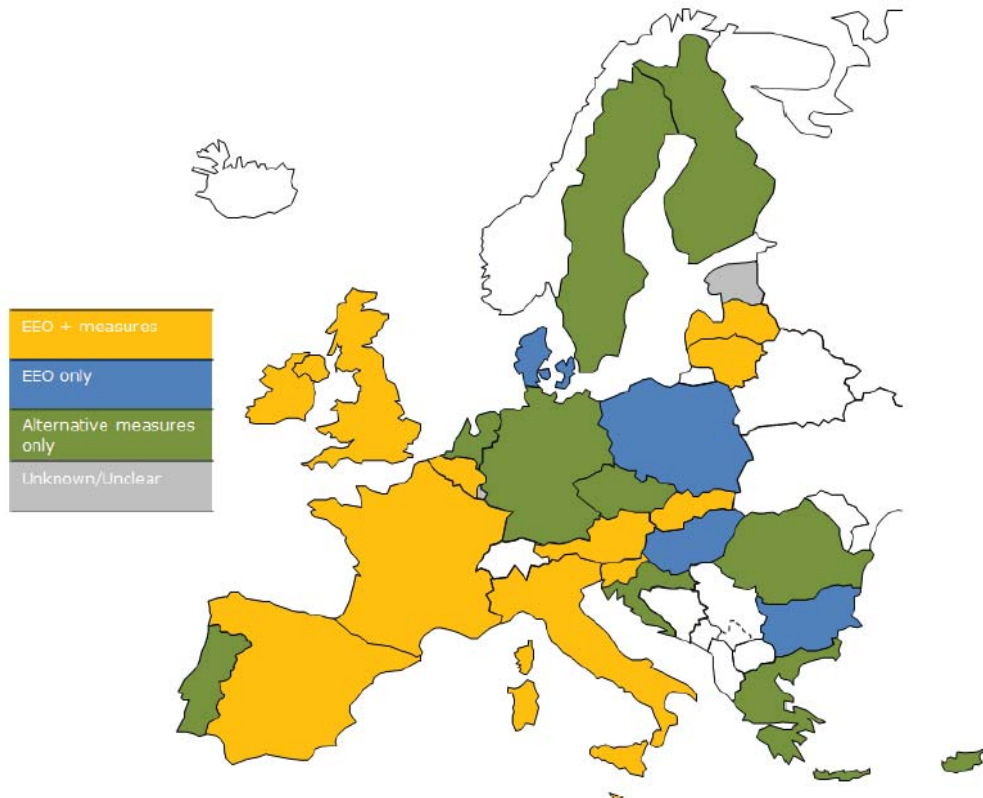 EEO + measures
EEO only
Alternative measures
only
Unknown/Unclear